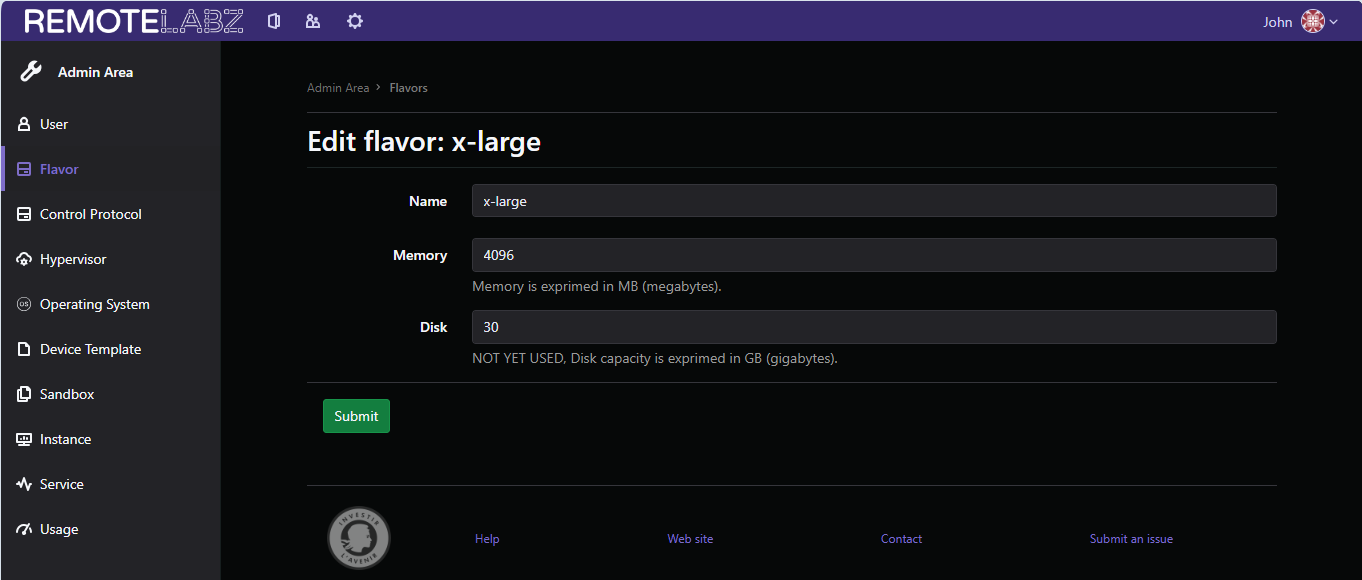 REMOTELABZ
John
Admin Area
User
Flavor
Control Protocol
Hypervisor
OS Operating System
Device Template
Sandbox
Instance
Service
Usage
Admin Area > Flavors
Edit flavor: x-large
Name x-large
Memory 4096
Memory is exprimed in MB (megabytes).
Disk 30
NOT YET USED, Disk capacity is exprimed in GB (gigabytes).
Submit
INVESTIR L'AVENIR
Help Web site Contact Submit an issue